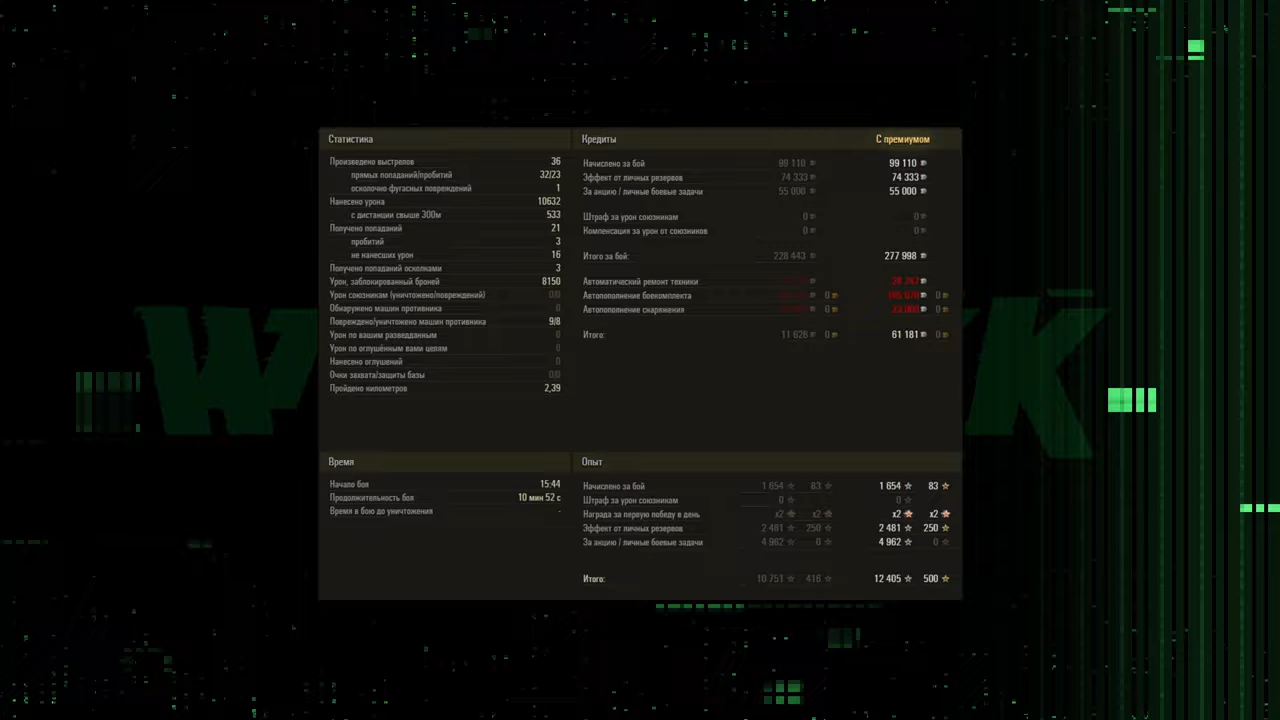 Статистика
Произведено выстрелов 36
прямых попаданий/пробитий 32/23
осколочно-фугасных повреждений 1
Нанесено урона 10632
с дистанции свыше 300м 533
Получено попаданий 21
пробитий 3
не нанесших урон 16
Получено попаданий осколками 3
Урон, заблокированный броней 8150
Урон союзникам (уничтожено/повреждений) 0/0
Обнаружено машин противника 0
Повреждено/уничтожено машин противника 9/8
Урон по вашим разведданным 0
Урон по оглушённым вами целям 0
Нанесено оглушений 0
Очки захвата/защиты базы 0/0
Пройдено километров 2,39
Кредиты С премиумом
Начислено за бой 99 110 99 110
Эффект от личных резервов 74 333 74 333
За акцию / личные боевые задачи 55 000 55 000
Штраф за урон союзникам 0 0
Компенсация за урон от союзников 0 0
Итого за бой: 228 443 277 998
Автоматический ремонт техники
Автопополнение боекомплекта 0 0
Автопополнение снаряжения 0 0
Итого: 11 626 0 61 181 0
Время
Начало боя 15:44
Продолжительность боя 10 мин 52 с
Время в бою до уничтожения -
Опыт
Начислено за бой 1 654 83 1 654 83
Штраф за урон союзникам 0 0
Награда за первую победу в день x2 x2 x2 x2
Эффект от личных резервов 2 481 250 2 481 250
За акцию / личные боевые задачи 4 962 0 4 962 0
Итого: 10 751 416 12 405 500